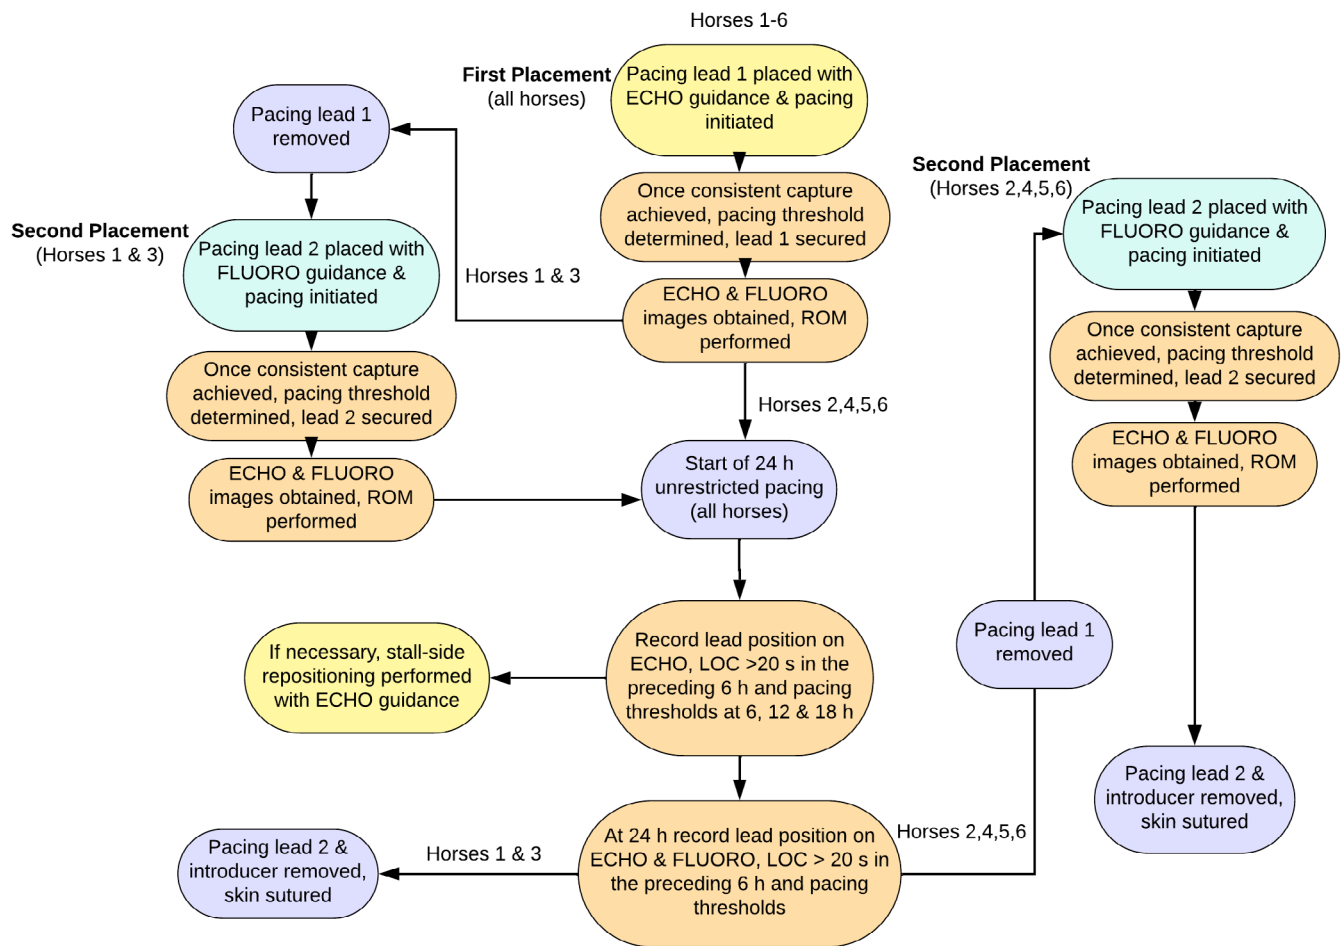 Horses 1-6
First Placement
(all horses)
Pacing lead 1 placed with
ECHO guidance & pacing
initiated
Once consistent capture
achieved, pacing threshold
determined, lead 1 secured
ECHO & FLUORO
images obtained, ROM
performed
Horses 1 & 3
Pacing lead 1
removed
Second Placement
(Horses 1 & 3)
Pacing lead 2 placed with
FLUORO guidance &
pacing initiated
Once consistent capture
achieved, pacing threshold
determined, lead 2 secured
ECHO & FLUORO
images obtained, ROM
performed
Horses 2,4,5,6
Start of 24 h
unrestricted pacing
(all horses)
Record lead position on
ECHO, LOC >20 s in the
preceding 6 h and pacing
thresholds at 6, 12 & 18 h
If necessary, stall-side
repositioning performed
with ECHO guidance
At 24 h record lead position on
ECHO & FLUORO, LOC > 20 s in
the preceding 6 h and pacing
thresholds
Horses 1 & 3
Pacing lead 2 &
introducer removed,
skin sutured
Horses 2,4,5,6
Pacing lead 1
removed
Second Placement
(Horses 2,4,5,6)
Pacing lead 2 placed with
FLUORO guidance &
pacing initiated
Once consistent capture
achieved, pacing threshold
determined, lead 2 secured
ECHO & FLUORO
images obtained, ROM
performed
Pacing lead 2 &
introducer removed,
skin sutured